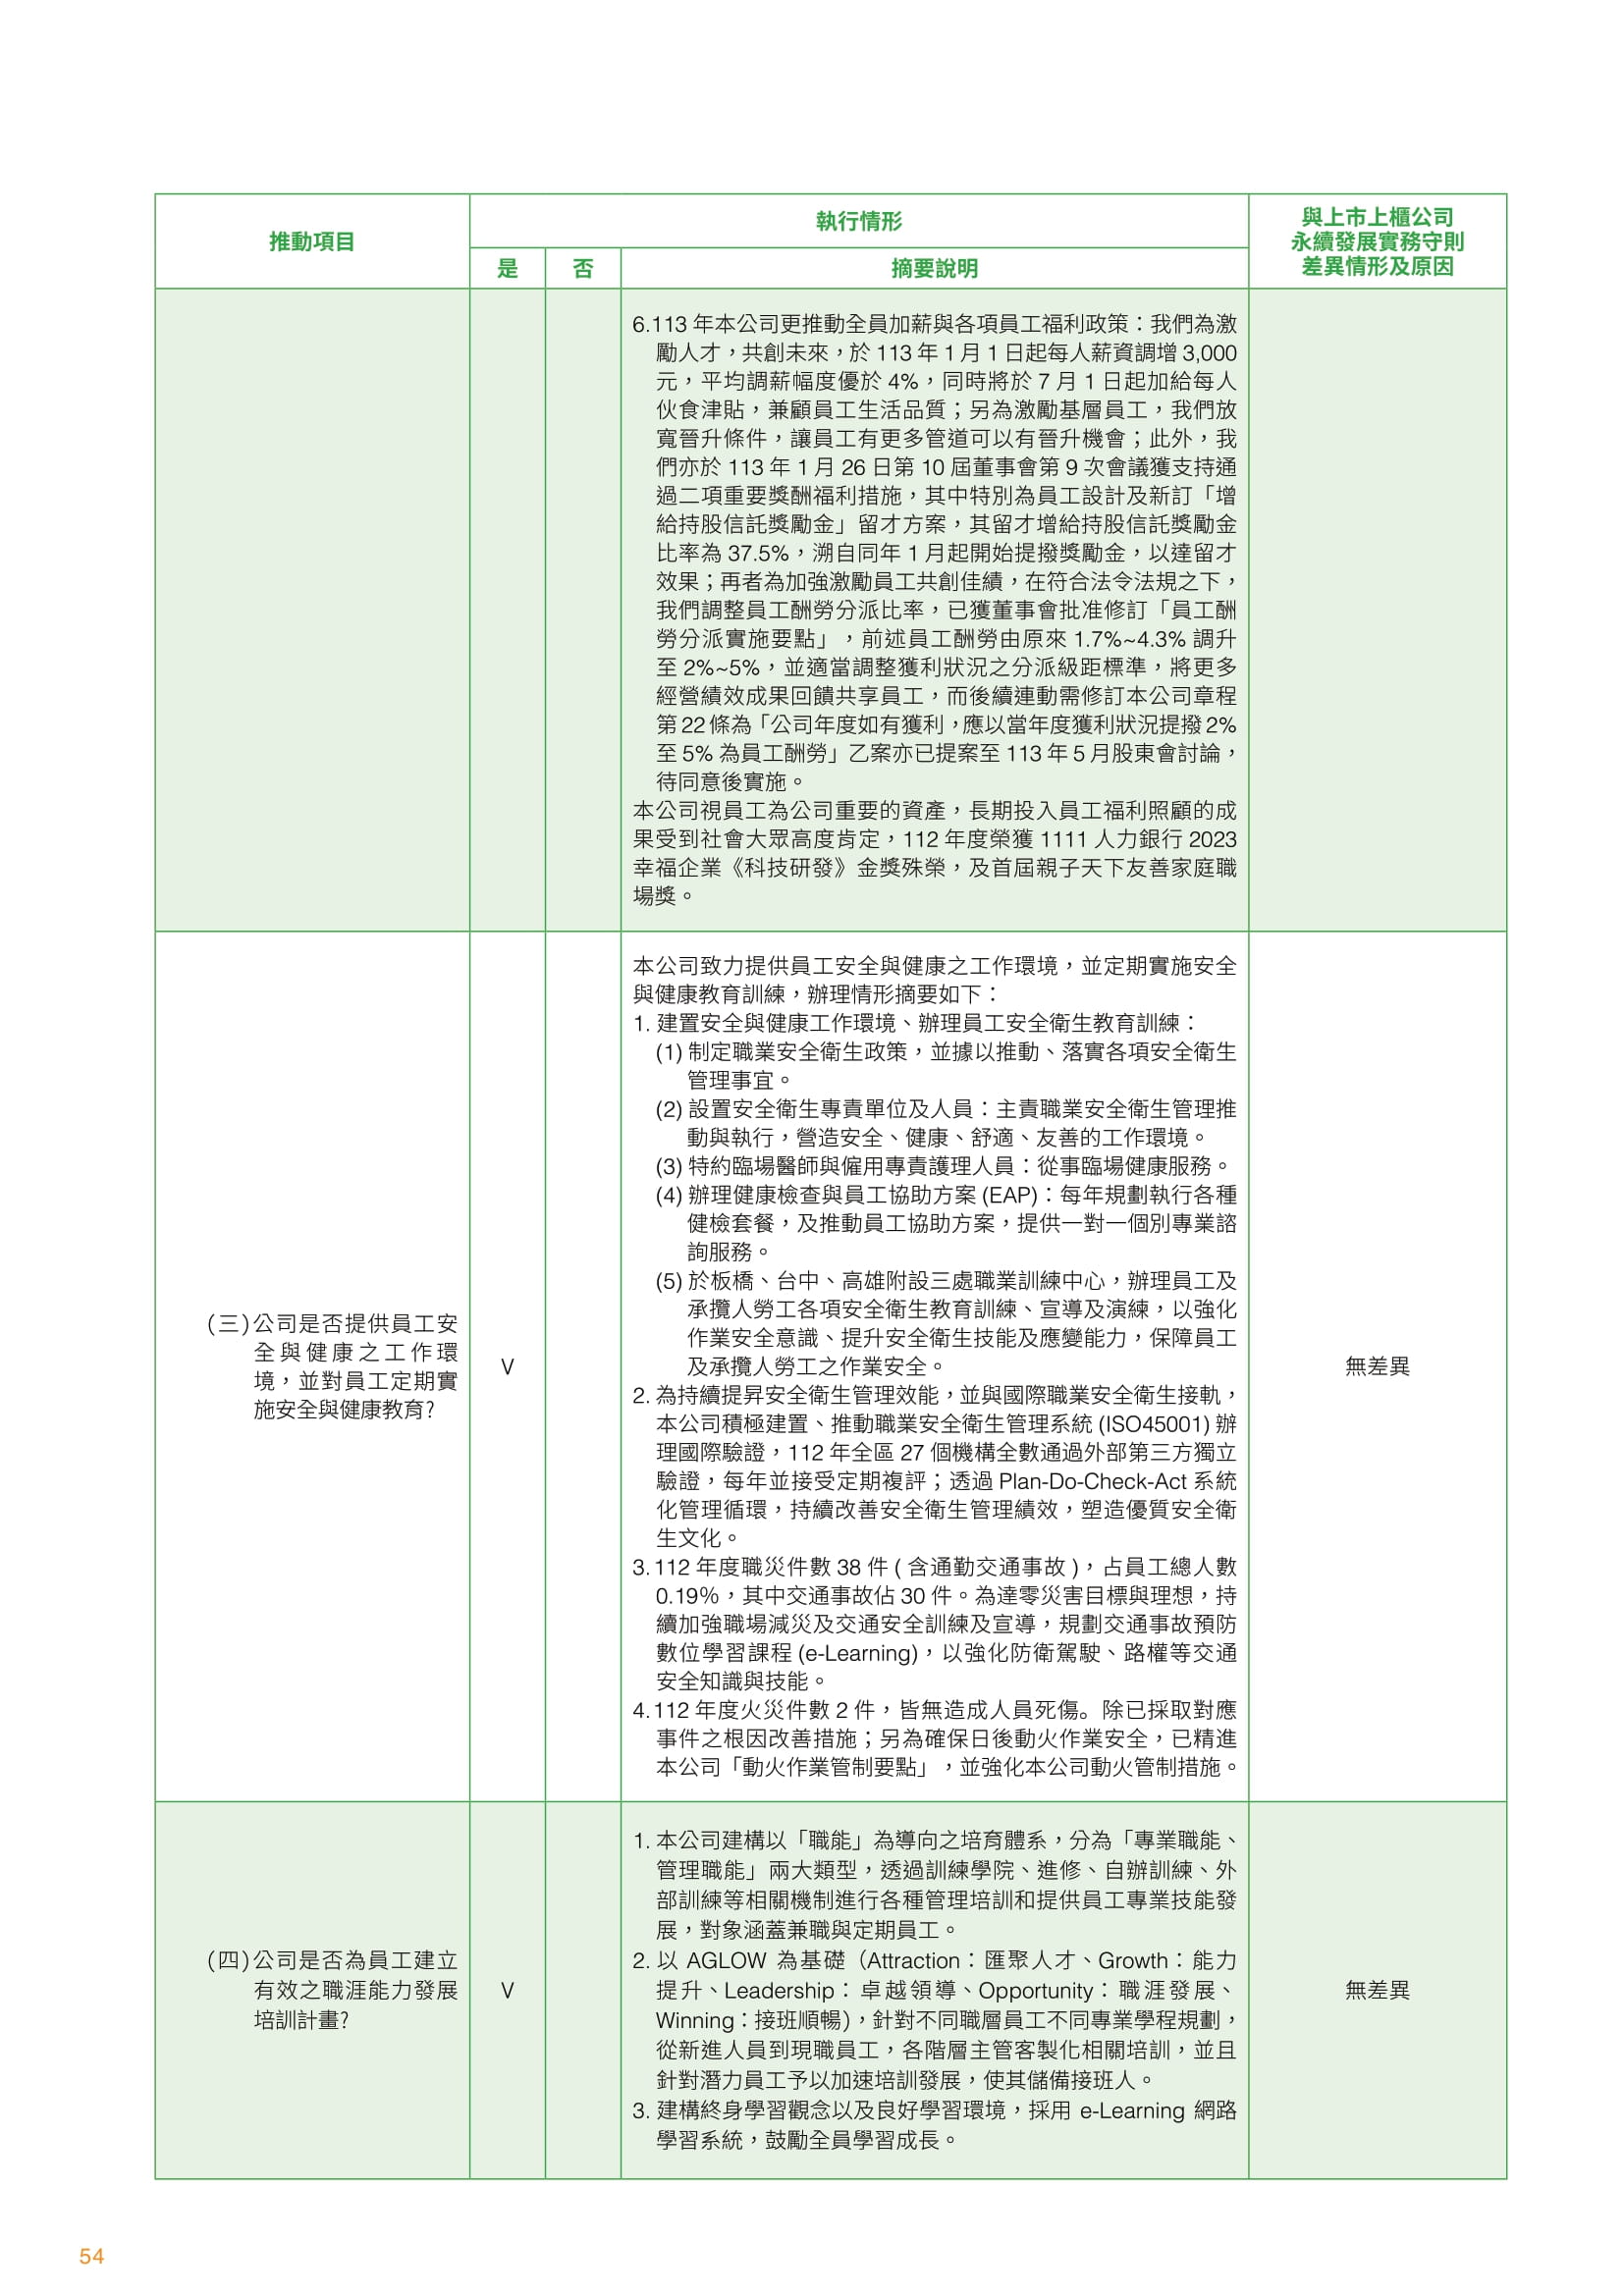 推動項目
執行情形
與上市上櫃公司
永續發展實務守則
差異情形及原因
是
否
摘要說明
6.113 年本公司更推動全員加薪與各項員工福利政策：我們為激
勵人才，共創未來，於 113 年 1 月 1 日起每人薪資調增 3,000
元，平均調薪幅度優於 4%，同時將於 7 月 1 日起加給每人
伙食津貼，兼顧員工生活品質；另為激勵基層員工，我們放
寬晉升條件，讓員工有更多管道可以有晉升機會；此外，我
們亦於 113 年 1 月 26 日第 10 屆董事會第 9 次會議獲支持通
過二項重要獎酬福利措施，其中特別為員工設計及新訂「增
給持股信託獎勵金」留才方案，其留才增給持股信託獎勵金
比率為 37.5%，溯自同年 1 月起開始提撥獎勵金，以達留才
效果；再者為加強激勵員工共創佳績，在符合法令法規之下，
我們調整員工酬勞分派比率，已獲董事會批准修訂「員工酬
勞分派實施要點」，前述員工酬勞由原來 1.7%~4.3% 調升
至 2%~5%，並適當調整獲利狀況之分派級距標準，將更多
經營績效成果回饋共享員工，而後續連動需修訂本公司章程
第 22 條為「公司年度如有獲利，應以當年度獲利狀況提撥 2%
至 5% 為員工酬勞」乙案亦已提案至 113 年 5 月股東會討論，
待同意後實施。
本公司視員工為公司重要的資產，長期投入員工福利照顧的成
果受到社會大眾高度肯定，112 年度榮獲 1111 人力銀行 2023
幸福企業《科技研發》金獎殊榮，及首屆親子天下友善家庭職
場獎。
(三)公司是否提供員工安
全與健康之工作環
境，並對員工定期實
施安全與健康教育?
V
本公司致力提供員工安全與健康之工作環境，並定期實施安全
與健康教育訓練，辦理情形摘要如下：
1. 建置安全與健康工作環境、辦理員工安全衛生教育訓練：
(1) 制定職業安全衛生政策，並據以推動、落實各項安全衛生
管理事宜。
(2) 設置安全衛生專責單位及人員：主責職業安全衛生管理推
動與執行，營造安全、健康、舒適、友善的工作環境。
(3) 特約臨場醫師與僱用專責護理人員：從事臨場健康服務。
(4) 辦理健康檢查與員工協助方案 (EAP)：每年規劃執行各種
健檢套餐，及推動員工協助方案，提供一對一個別專業諮
詢服務。
(5) 於板橋、台中、高雄附設三處職業訓練中心，辦理員工及
承攬人勞工各項安全衛生教育訓練、宣導及演練，以強化
作業安全意識、提升安全衛生技能及應變能力，保障員工
及承攬人勞工之作業安全。
2. 為持續提昇安全衛生管理效能，並與國際職業安全衛生接軌，
本公司積極建置、推動職業安全衛生管理系統 (ISO45001) 辦
理國際驗證，112 年全區 27 個機構全數通過外部第三方獨立
驗證，每年並接受定期複評；透過 Plan-Do-Check-Act 系統
化管理循環，持續改善安全衛生管理績效，塑造優質安全衛
生文化。
3. 112 年度職災件數 38 件 ( 含通勤交通事故 )，占員工總人數
0.19%，其中交通事故佔 30 件。為達零災害目標與理想，持
續加強職場減災及交通安全訓練及宣導，規劃交通事故預防
數位學習課程 (e-Learning)，以強化防衛駕駛、路權等交通
安全知識與技能。
4. 112 年度火災件數 2 件，皆無造成人員死傷。除已採取對應
事件之根因改善措施；另為確保日後動火作業安全，已精進
本公司「動火作業管制要點」，並強化本公司動火管制措施。
無差異
(四)公司是否為員工建立
有效之職涯能力發展
培訓計畫?
V
1. 本公司建構以「職能」為導向之培育體系，分為「專業職能、
管理職能」兩大類型，透過訓練學院、進修、自辦訓練、外
部訓練等相關機制進行各種管理培訓和提供員工專業技能發
展，對象涵蓋兼職與定期員工。
2. 以 AGLOW 為基礎（Attraction：匯聚人才、Growth：能力
提升、Leadership：卓越領導、Opportunity：職涯發展、
Winning：接班順暢），針對不同職層員工不同專業學程規劃，
從新進人員到現職員工，各階層主管客製化相關培訓，並且
針對潛力員工予以加速培訓發展，使其儲備接班人。
3. 建構終身學習觀念以及良好學習環境，採用 e-Learning 網路
學習系統，鼓勵全員學習成長。
無差異
54